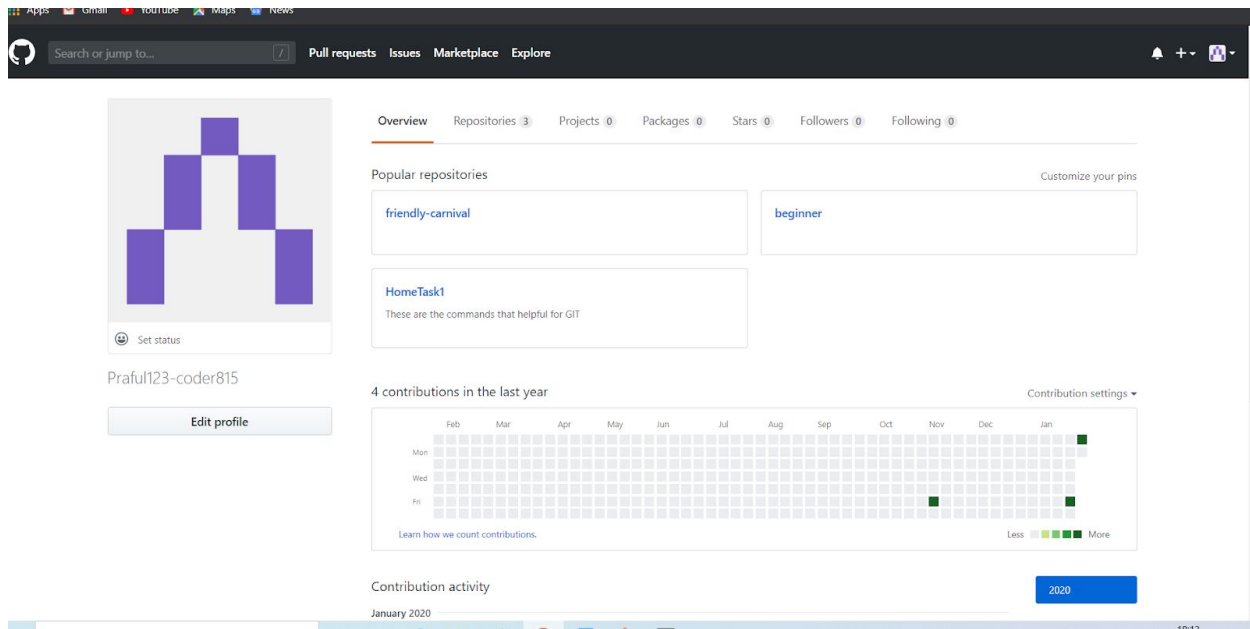 Apps Gmail YouTube Maps News
Search or jump to... / Pull requests Issues Marketplace Explore
Overview Repositories 3 Projects 0 Packages 0 Stars 0 Followers 0 Following 0
Popular repositories Customize your pins
friendly-carnival beginner
HomeTask1
These are the commands that helpful for GIT
Set status
Praful123-coder815
Edit profile
4 contributions in the last year Contribution settings
Feb Mar Apr May Jun Jul Aug Sep Oct Nov Dec Jan
Mon
Wed
Fri
Learn how we count contributions. Less More
Contribution activity 2020
January 2020